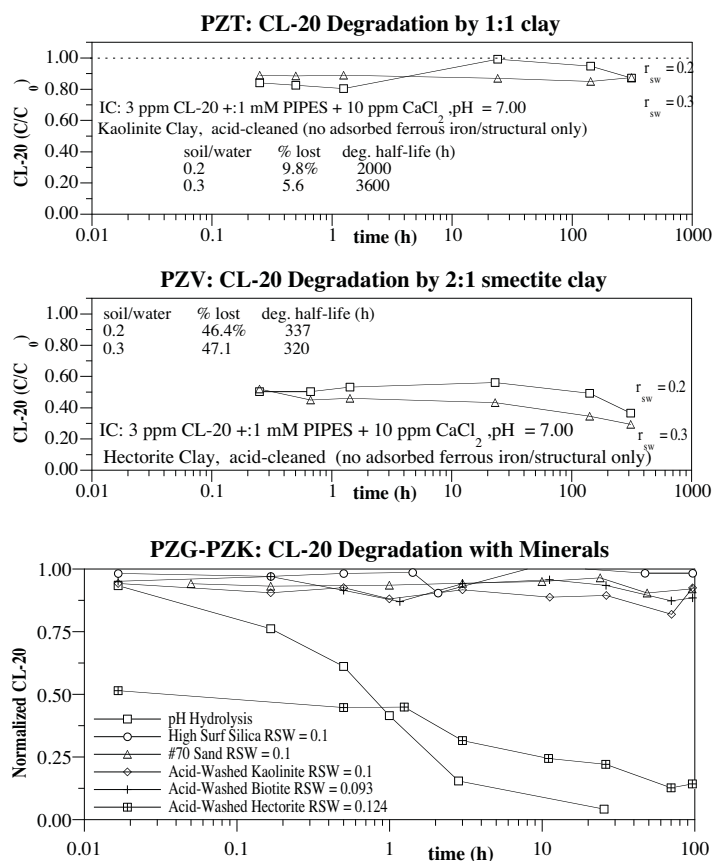 PZT: CL-20 Degradation by 1:1 clay
1.00
0.80
0.60
0.40
0.20
0.00
CL-20 (C/C0)
rsw = 0.2
rsw = 0.3
IC: 3 ppm CL-20 +:1 mM PIPES + 10 ppm CaCl2 ,pH = 7.00
Kaolinite Clay, acid-cleaned (no adsorbed ferrous iron/structural only)
soil/water % lost deg. half-life (h)
0.2 9.8% 2000
0.3 5.6 3600
0.01 0.1 1 10 100 1000
time (h)
PZV: CL-20 Degradation by 2:1 smectite clay
1.00
0.80
0.60
0.40
0.20
0.00
CL-20 (C/C0)
soil/water % lost deg. half-life (h)
0.2 46.4% 337
0.3 47.1 320
rsw = 0.2
rsw = 0.3
IC: 3 ppm CL-20 +:1 mM PIPES + 10 ppm CaCl2 ,pH = 7.00
Hectorite Clay, acid-cleaned (no adsorbed ferrous iron/structural only)
0.01 0.1 1 10 100 1000
time (h)
PZG-PZK: CL-20 Degradation with Minerals
1.00
0.75
0.50
0.25
0.00
Normalized CL-20
pH Hydrolysis
High Surf Silica RSW = 0.1
#70 Sand RSW = 0.1
Acid-Washed Kaolinite RSW = 0.1
Acid-Washed Biotite RSW = 0.093
Acid-Washed Hectorite RSW = 0.124
0.01 0.1 1 10 100
time (h)